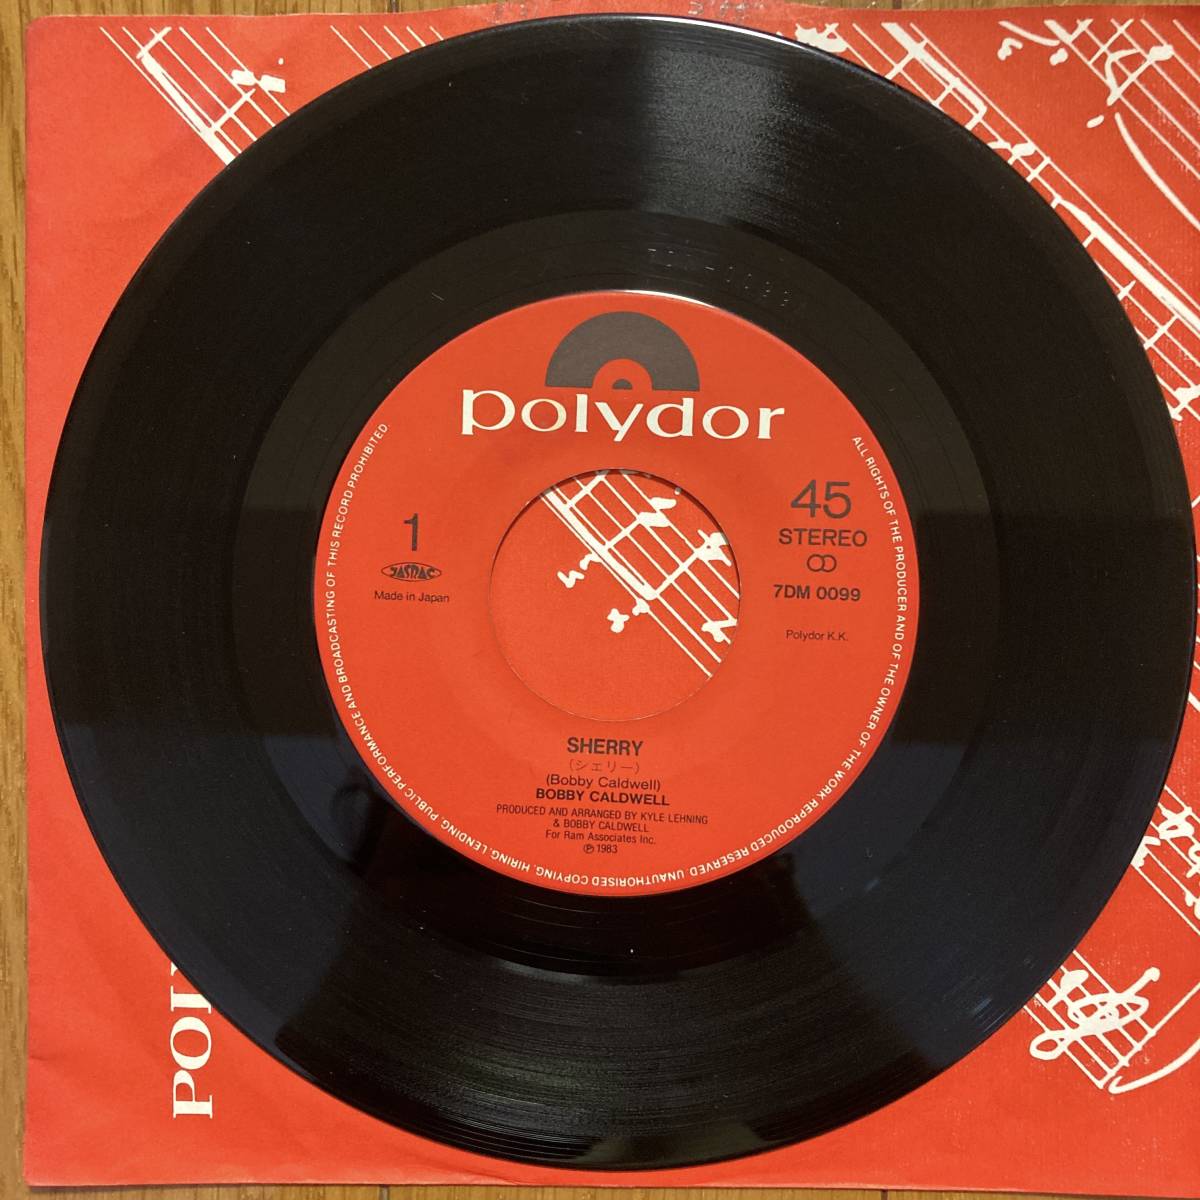 polydor
45
STEREO
7DM 0099
Polydor K.K.
1
JASRAC
Made in Japan
SHERRY
(シェリー)
(Bobby Caldwell)
BOBBY CALDWELL
PRODUCED AND ARRANGED BY KYLE LEHNING
& BOBBY CALDWELL
For Ram Associates Inc.
℗1983
ALL RIGHTS OF THE PRODUCER AND OF THE OWNER OF THE WORK REPRODUCED RESERVED. UNAUTHORISED COPYING, HIRING, LENDING, PUBLIC PERFORMANCE AND BROADCASTING OF THIS RECORD PROHIBITED.